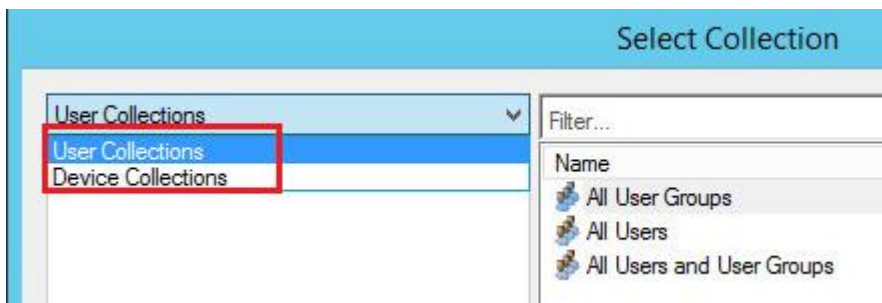 Select Collection
User Collections
User Collections
Device Collections
Filter...
Name
All User Groups
All Users
All Users and User Groups